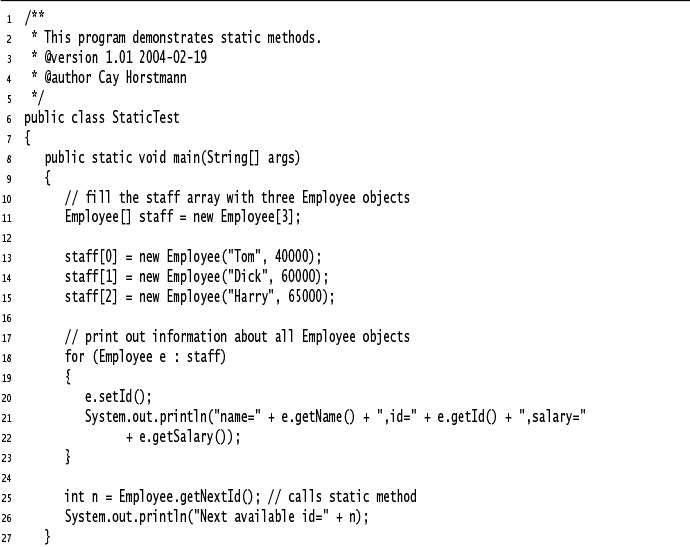 1 /**
2  * This program demonstrates static methods.
3  * @version 1.01 2004-02-19
4  * @author Cay Horstmann
5  */
6 public class StaticTest
7 {
8    public static void main(String[] args)
9    {
10       // fill the staff array with three Employee objects
11       Employee[] staff = new Employee[3];
12
13       staff[0] = new Employee("Tom", 40000);
14       staff[1] = new Employee("Dick", 60000);
15       staff[2] = new Employee("Harry", 65000);
16
17       // print out information about all Employee objects
18       for (Employee e : staff)
19       {
20          e.setId();
21          System.out.println("name=" + e.getName() + ",id=" + e.getId() + ",salary="
22                + e.getSalary());
23       }
24
25       int n = Employee.getNextId(); // calls static method
26       System.out.println("Next available id=" + n);
27    }